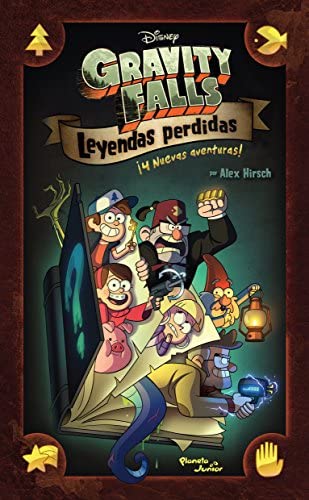 Disney
GRAVITY
FALLS
Leyendas perdidas
¡4 Nuevas aventuras!
por Alex Hirsch
Planeta Junior